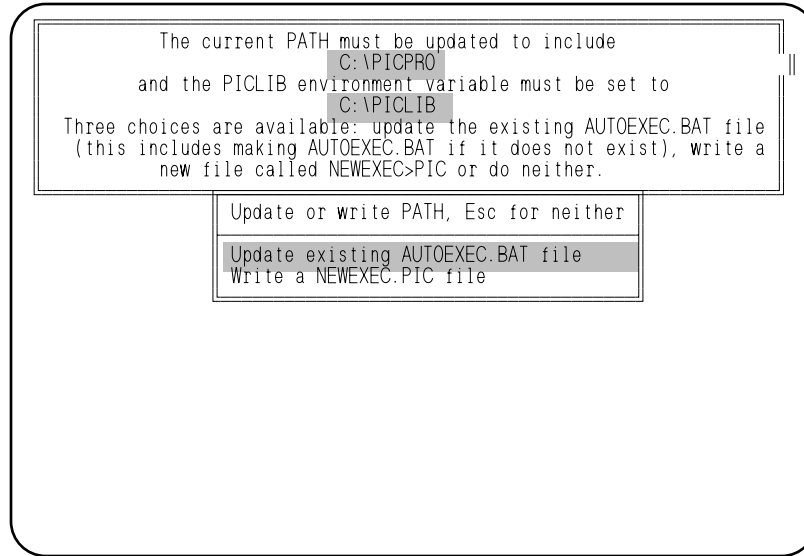 The current PATH must be updated to include
C:\PICPRO
and the PICLIB environment variable must be set to
C:\PICLIB
Three choices are available: update the existing AUTOEXEC.BAT file
(this includes making AUTOEXEC.BAT if it does not exist), write a
new file called NEWEXEC>PIC or do neither.
Update or write PATH, Esc for neither
Update existing AUTOEXEC.BAT file
Write a NEWEXEC.PIC file